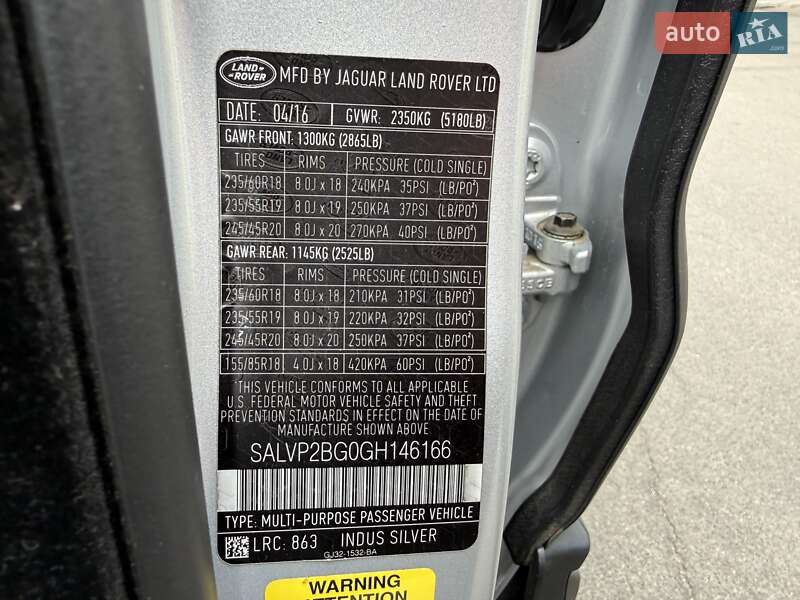 auto RIA
.com
LAND
ROVER
MFD BY JAGUAR LAND ROVER LTD
DATE: 04/16 GVWR: 2350KG (5180LB)
GAWR FRONT: 1300KG (2865LB)
TIRES RIMS PRESSURE (COLD SINGLE)
235/60R18 8.0J x 18 240KPA 35PSI (LB/PO²)
235/55R19 8.0J x 19 250KPA 37PSI (LB/PO²)
245/45R20 8.0J x 20 270KPA 40PSI (LB/PO²)
GAWR REAR: 1145KG (2525LB)
TIRES RIMS PRESSURE (COLD SINGLE)
235/60R18 8.0J x 18 210KPA 31PSI (LB/PO²)
235/55R19 8.0J x 19 220KPA 32PSI (LB/PO²)
245/45R20 8.0J x 20 250KPA 37PSI (LB/PO²)
155/85R18 4.0J x 18 420KPA 60PSI (LB/PO²)
*THIS VEHICLE CONFORMS TO ALL APPLICABLE
U.S. FEDERAL MOTOR VEHICLE SAFETY AND THEFT
PREVENTION STANDARDS IN EFFECT ON THE DATE OF
MANUFACTURE SHOWN ABOVE
SALVP2BG0GH146166
TYPE: MULTI-PURPOSE PASSENGER VEHICLE
LRC: 863 INDUS SILVER
GJ32-1532-BA
WARNING
ATTENTION